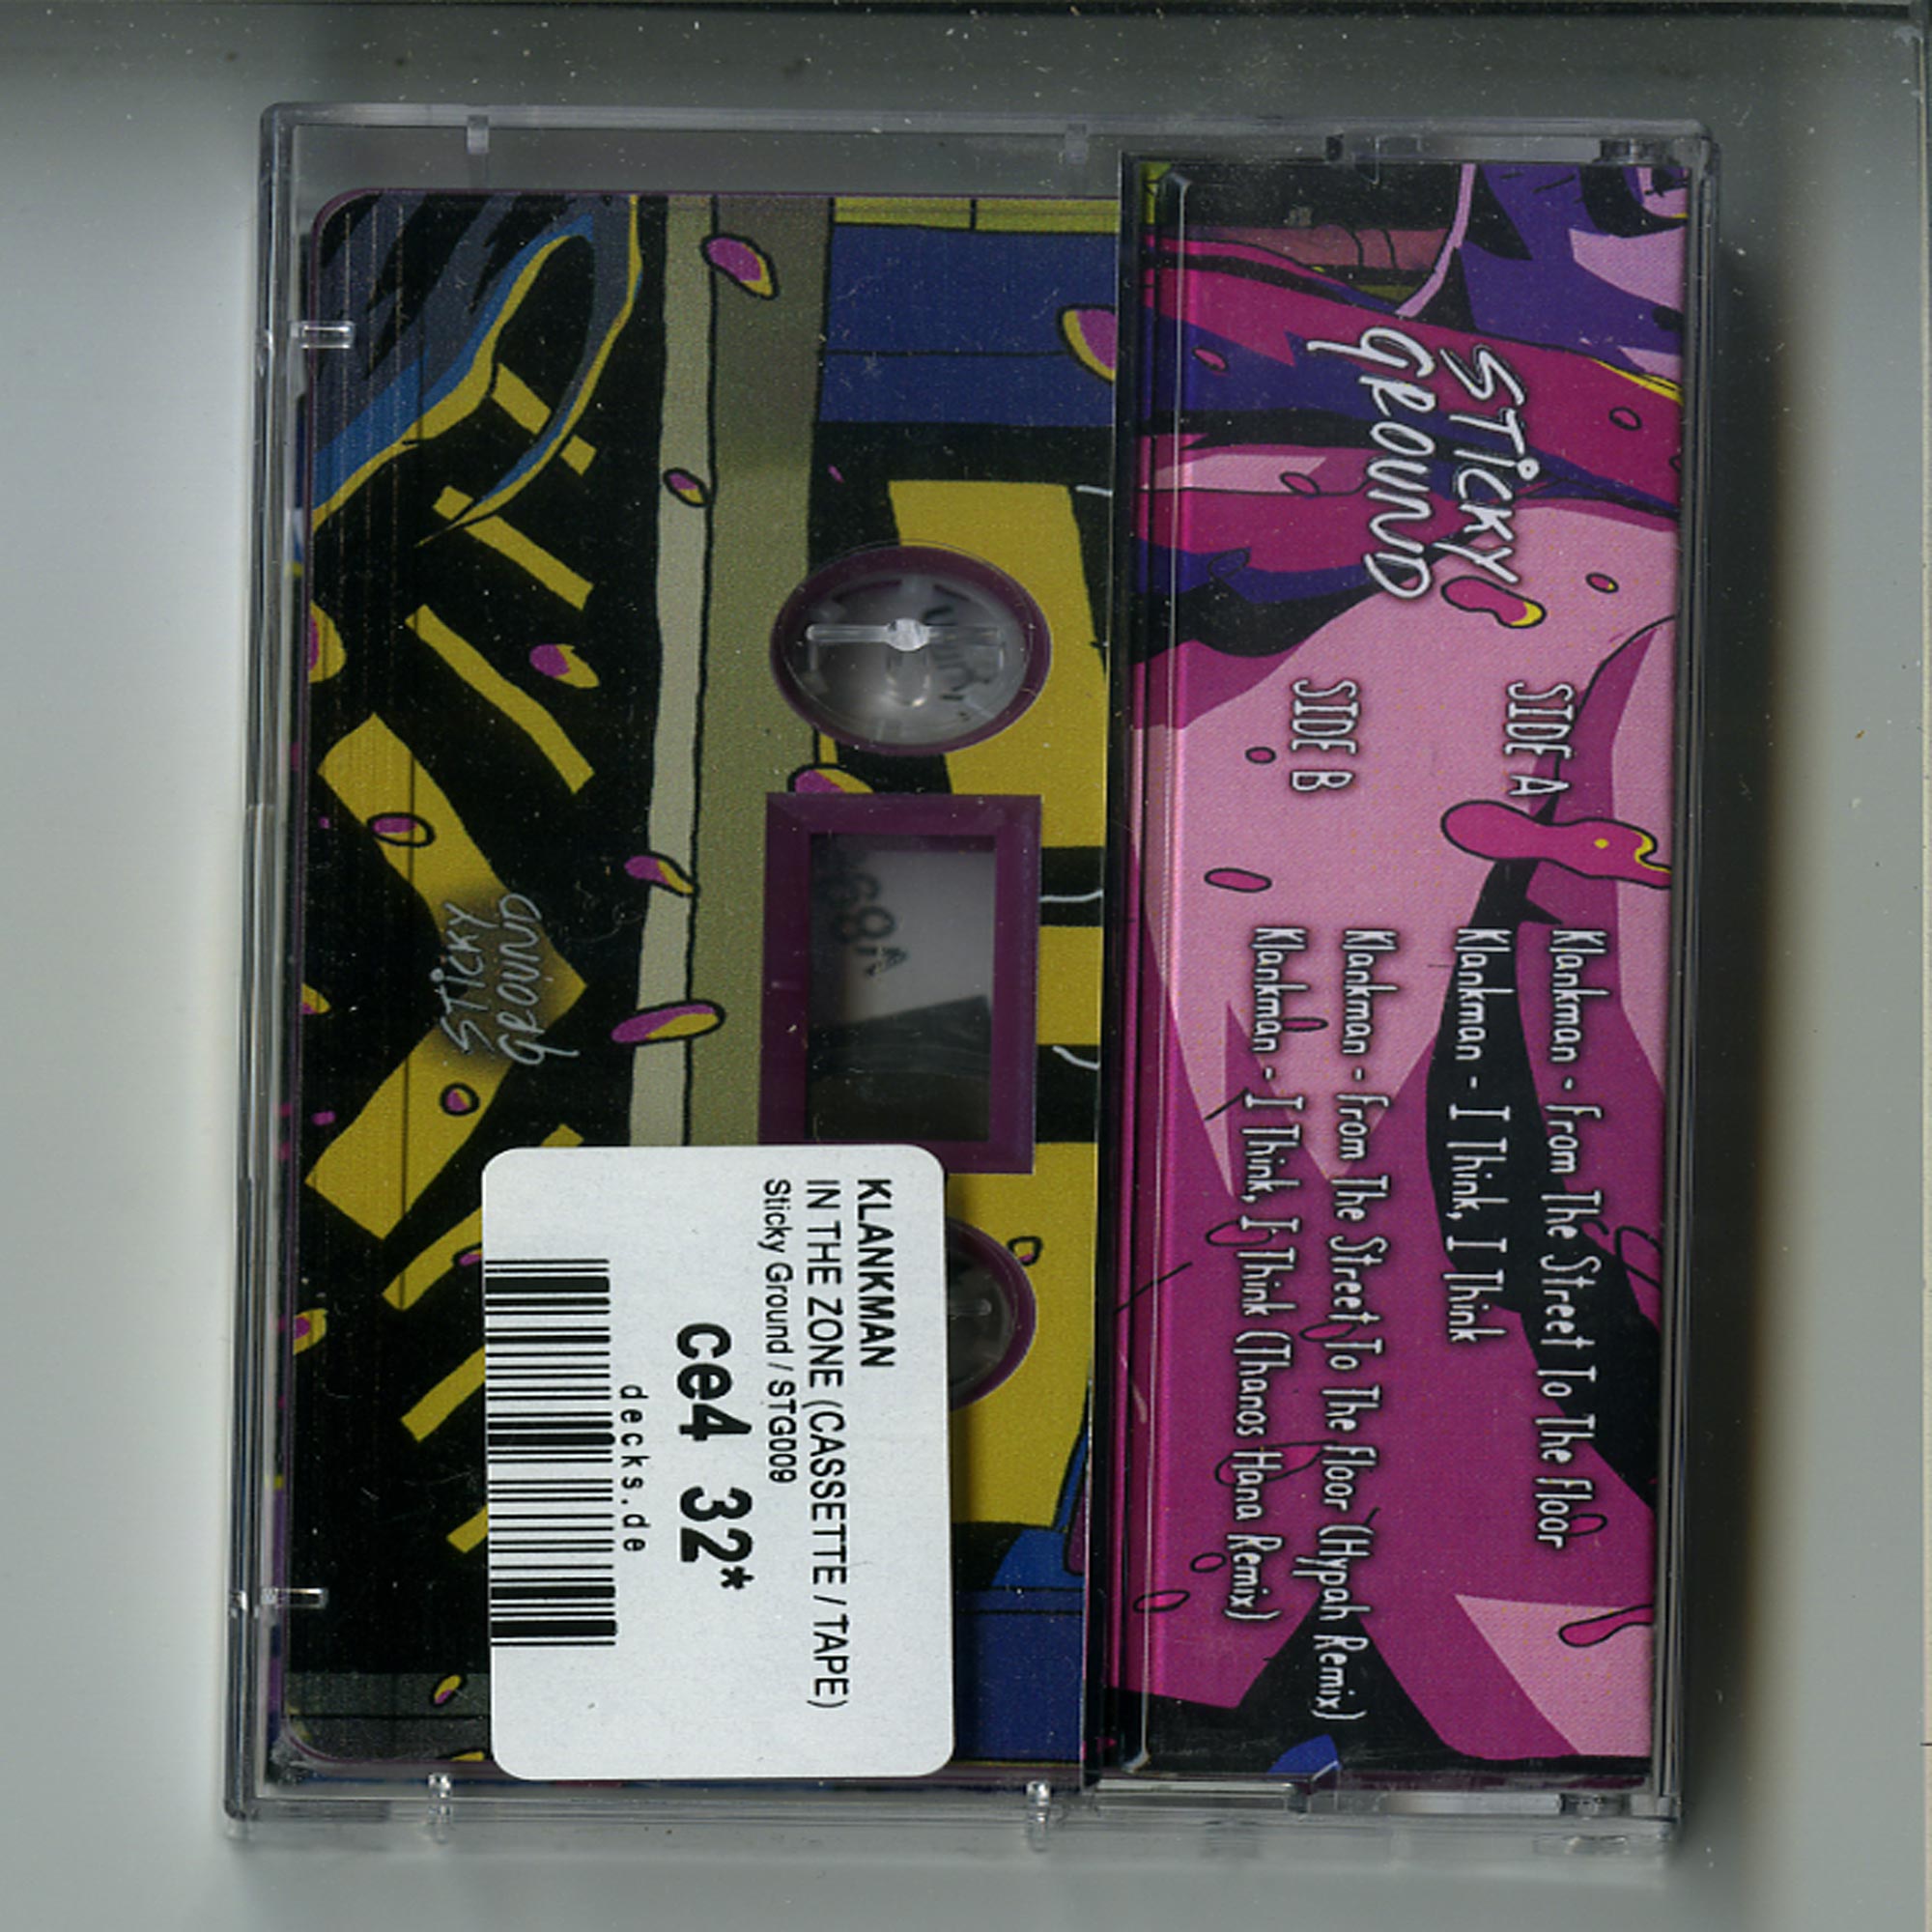 STiCKY
GROUND
SIDE A
Klankman - From The Street To The Floor
Klankman - I Think, I Think
SIDE B
Klankman - From The Street To The Floor (Hypah Remix)
Klankman - I Think, I Think (Thanos Hana Remix)
STiCKY
GROUND
KLANKMAN
IN THE ZONE (CASSETTE / TAPE)
Sticky Ground / STG009
ce4 32*
decks.de